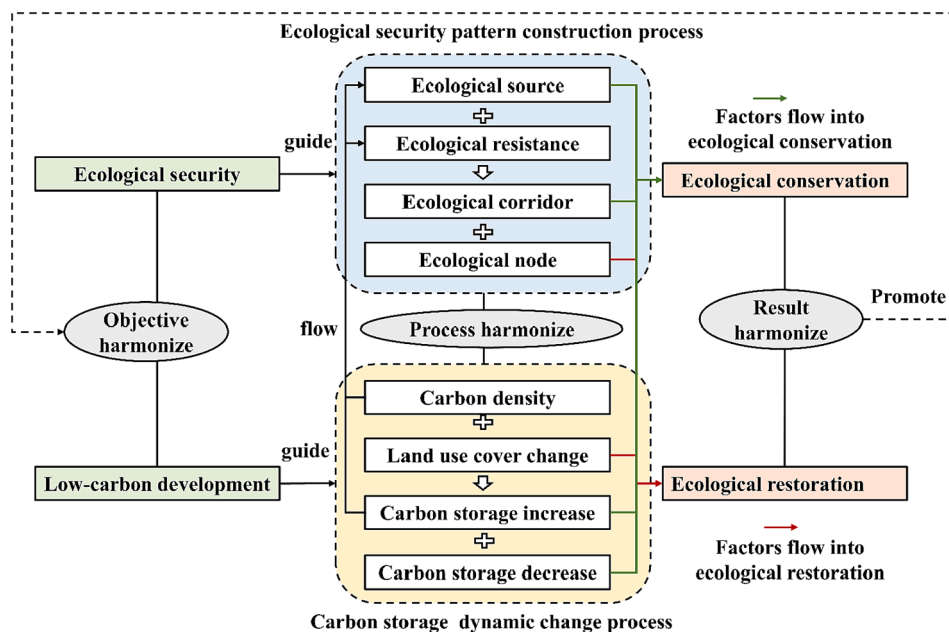 Ecological security pattern construction process
Ecological source
Ecological resistance
Ecological corridor
Ecological node
guide
Ecological security
Factors flow into
ecological conservation
Ecological conservation
Objective
harmonize
flow
Process harmonize
Result
harmonize
Promote
Carbon density
Land use cover change
Carbon storage increase
Carbon storage decrease
guide
Low-carbon development
Ecological restoration
Factors flow into
ecological restoration
Carbon storage dynamic change process